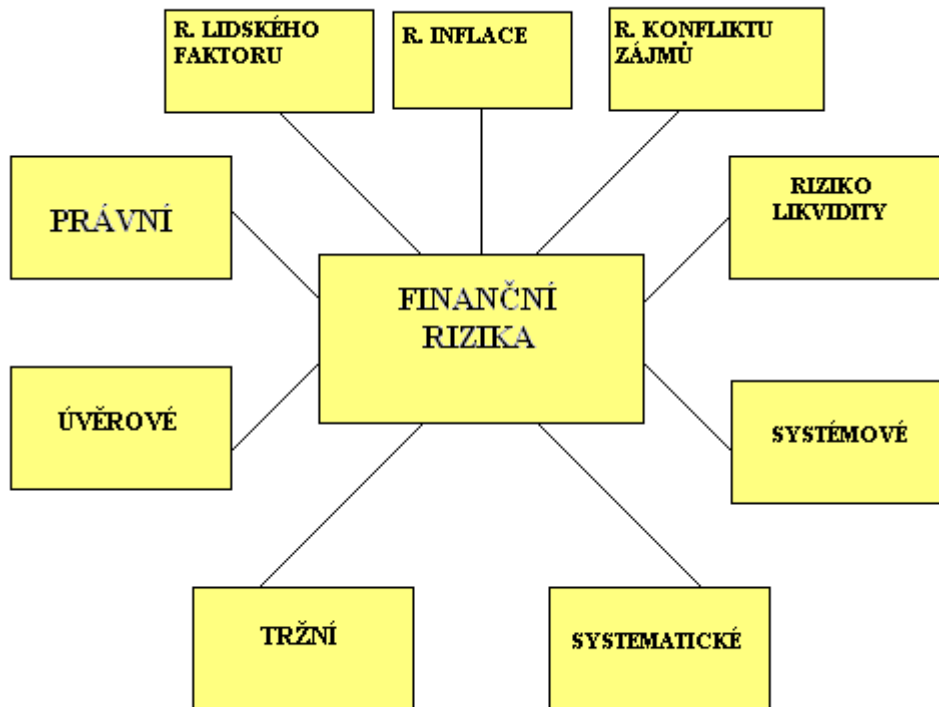 R. LIDSKÉHO
FAKTORU
R. INFLACE
R. KONFLIKTU
ZÁJMŮ
PRÁVNÍ
RIZIKO
LIKVIDITY
FINANČNÍ
RIZIKA
ÚVĚROVÉ
SYSTÉMOVÉ
TRŽNÍ
SYSTEMATICKÉ